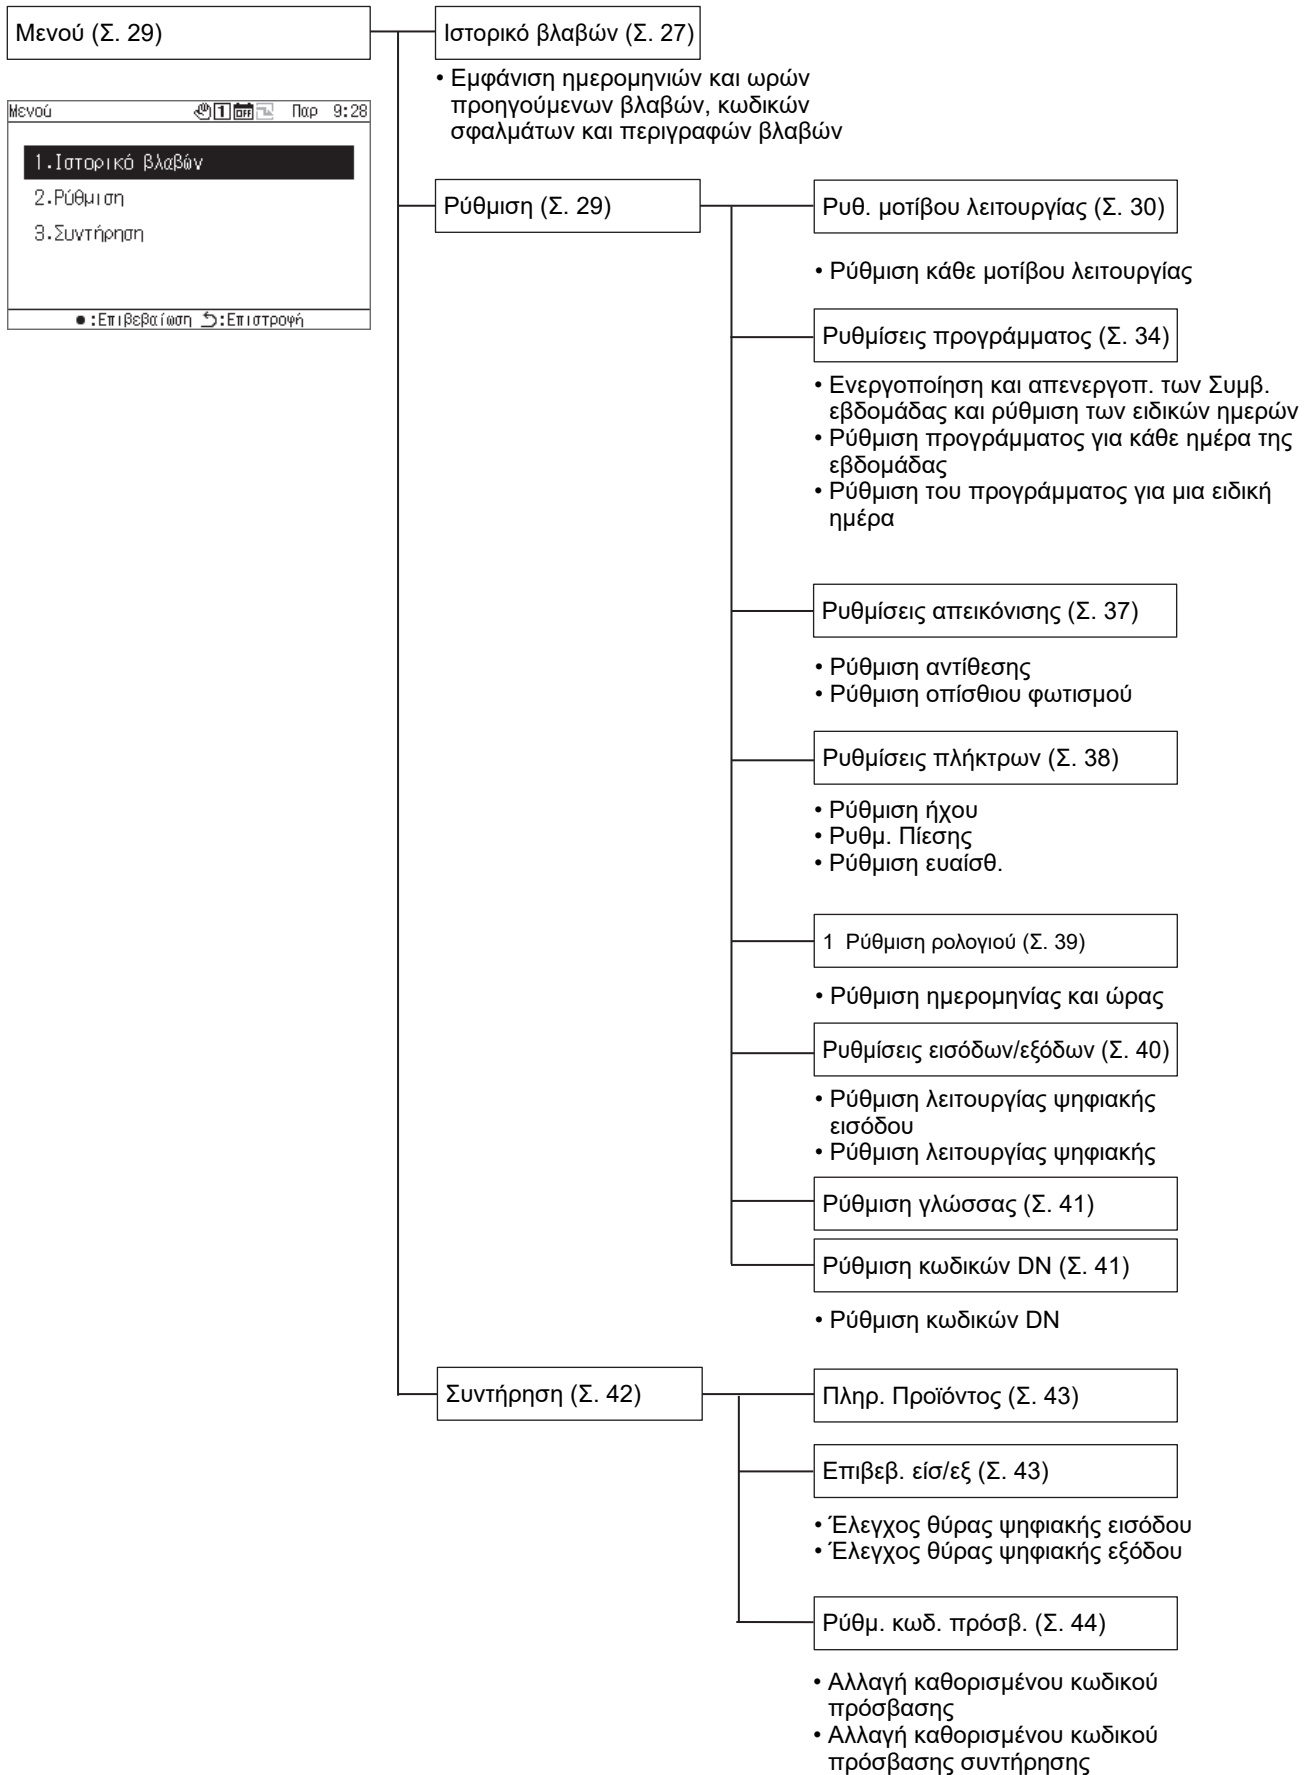 Μενού (Σ. 29)
Μενού 1 OFF Παρ 9:28
1.Ιστορικό βλαβών
2.Ρύθμιση
3.Συντήρηση
●:Επιβεβαίωση ⮌:Επιστροφή
Ιστορικό βλαβών (Σ. 27)
• Εμφάνιση ημερομηνιών και ωρών
προηγούμενων βλαβών, κωδικών
σφαλμάτων και περιγραφών βλαβών
Ρύθμιση (Σ. 29)
Ρυθ. μοτίβου λειτουργίας (Σ. 30)
• Ρύθμιση κάθε μοτίβου λειτουργίας
Ρυθμίσεις προγράμματος (Σ. 34)
• Ενεργοποίηση και απενεργοπ. των Συμβ.
εβδομάδας και ρύθμιση των ειδικών ημερών
• Ρύθμιση προγράμματος για κάθε ημέρα της
εβδομάδας
• Ρύθμιση του προγράμματος για μια ειδική
ημέρα
Ρυθμίσεις απεικόνισης (Σ. 37)
• Ρύθμιση αντίθεσης
• Ρύθμιση οπίσθιου φωτισμού
Ρυθμίσεις πλήκτρων (Σ. 38)
• Ρύθμιση ήχου
• Ρυθμ. Πίεσης
• Ρύθμιση ευαίσθ.
1 Ρύθμιση ρολογιού (Σ. 39)
• Ρύθμιση ημερομηνίας και ώρας
Ρυθμίσεις εισόδων/εξόδων (Σ. 40)
• Ρύθμιση λειτουργίας ψηφιακής
εισόδου
• Ρύθμιση λειτουργίας ψηφιακής
Ρύθμιση γλώσσας (Σ. 41)
Ρύθμιση κωδικών DN (Σ. 41)
• Ρύθμιση κωδικών DN
Συντήρηση (Σ. 42)
Πληρ. Προϊόντος (Σ. 43)
Επιβεβ. είσ/εξ (Σ. 43)
• Έλεγχος θύρας ψηφιακής εισόδου
• Έλεγχος θύρας ψηφιακής εξόδου
Ρύθμ. κωδ. πρόσβ. (Σ. 44)
• Αλλαγή καθορισμένου κωδικού
πρόσβασης
• Αλλαγή καθορισμένου κωδικού
πρόσβασης συντήρησης